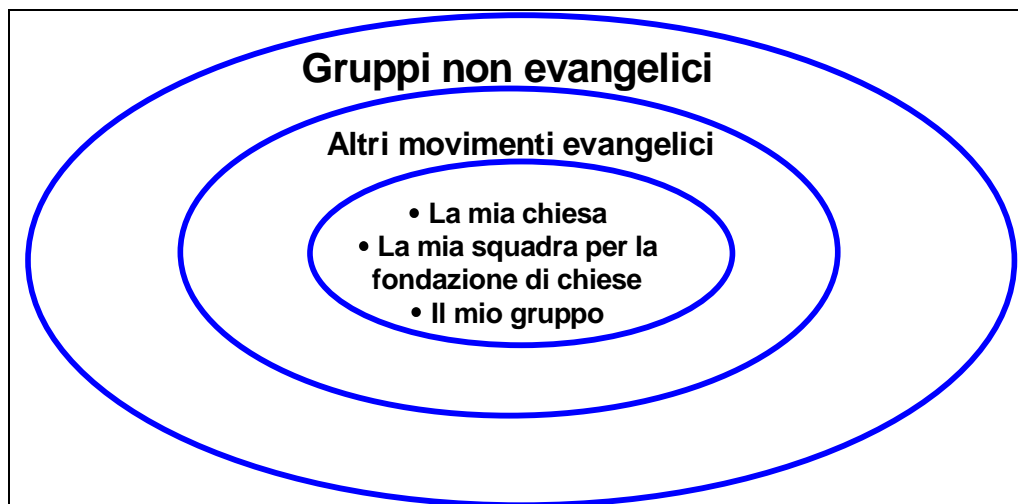 Gruppi non evangelici
Altri movimenti evangelici
• La mia chiesa
• La mia squadra per la
fondazione di chiese
• Il mio gruppo